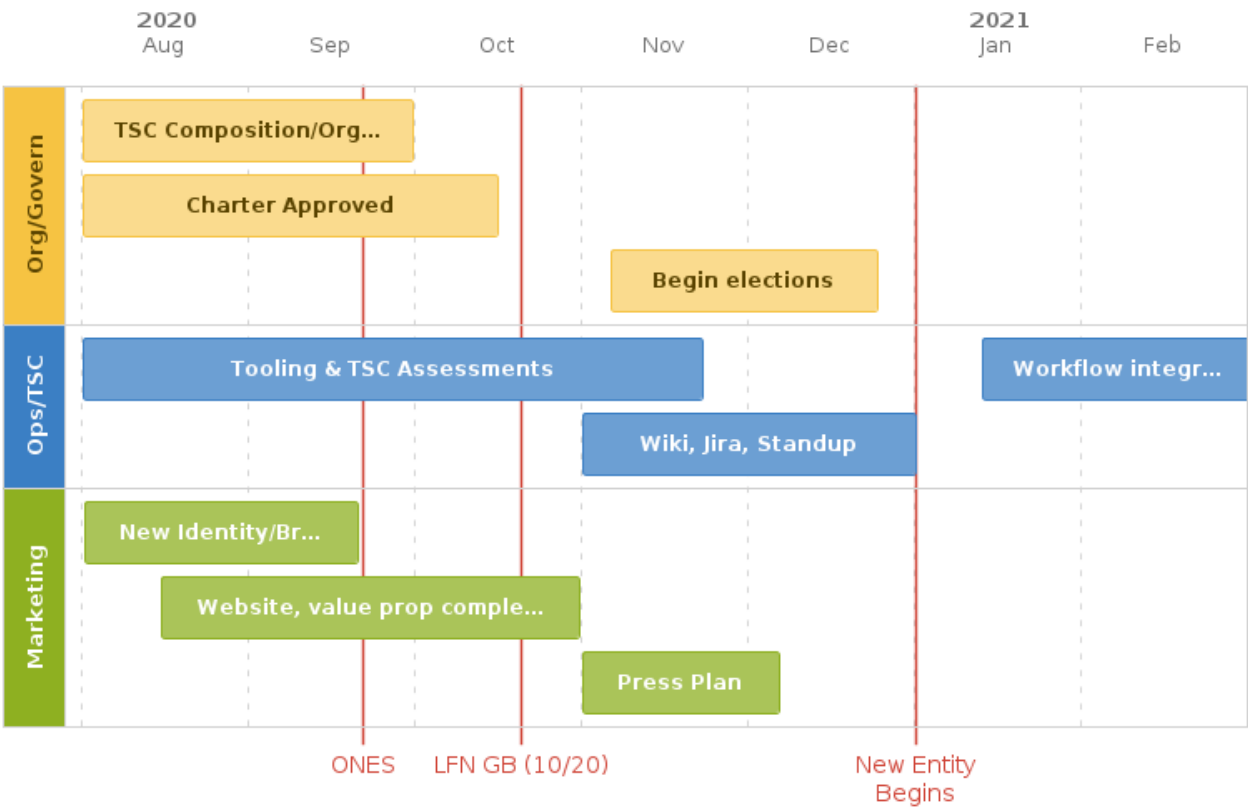 2020
2021
Aug
Sep
Oct
Nov
Dec
Jan
Feb
Org/Govern
TSC Composition/Org...
Charter Approved
Begin elections
Ops/TSC
Tooling & TSC Assessments
Workflow integr...
Wiki, Jira, Standup
Marketing
New Identity/Br...
Website, value prop comple...
Press Plan
ONES
LFN GB (10/20)
New Entity
Begins